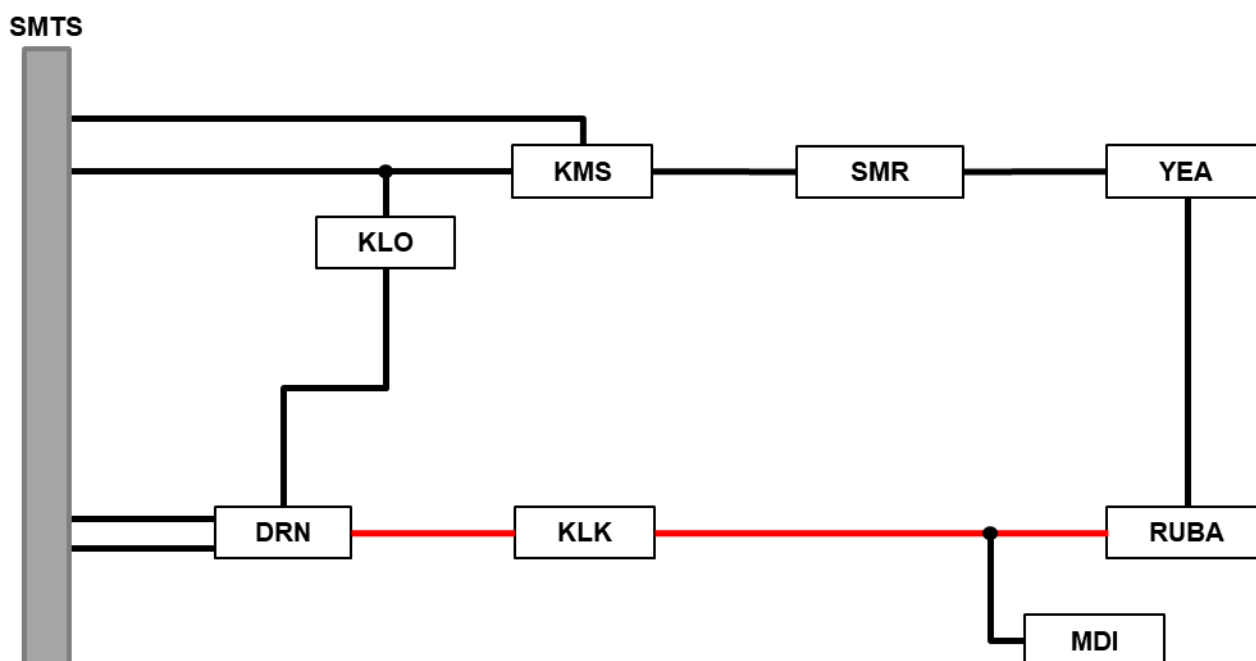 SMTS
KMS
SMR
YEA
KLO
DRN
KLK
RUBA
MDI